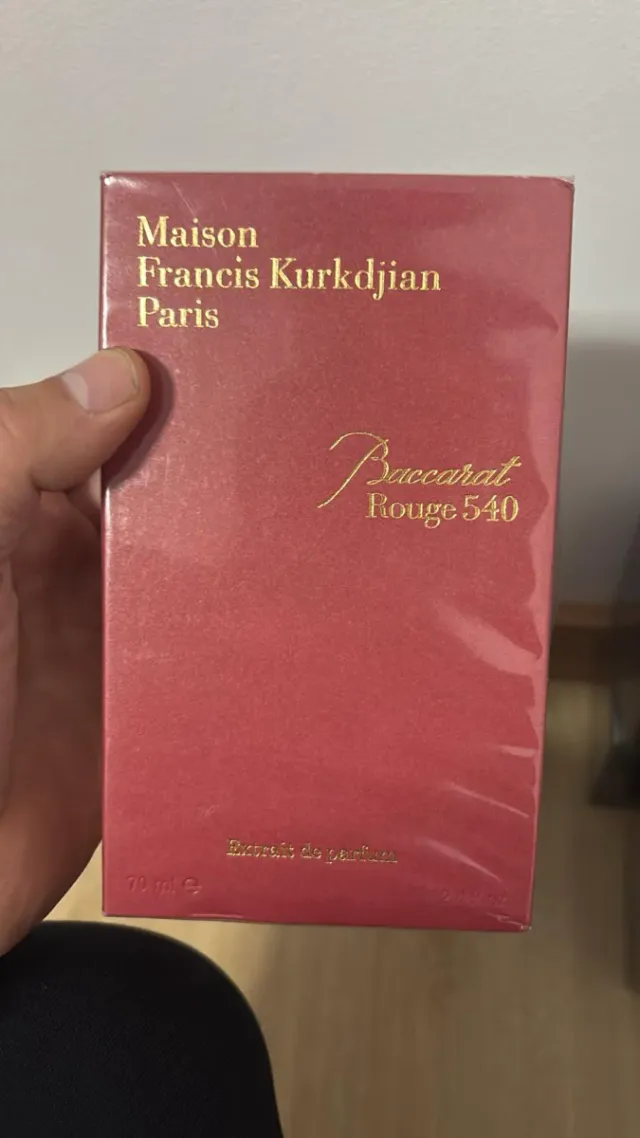 Maison
Francis Kurkdjian
Paris
Baccarat
Rouge 540
Extrait de parfum
70 ml e